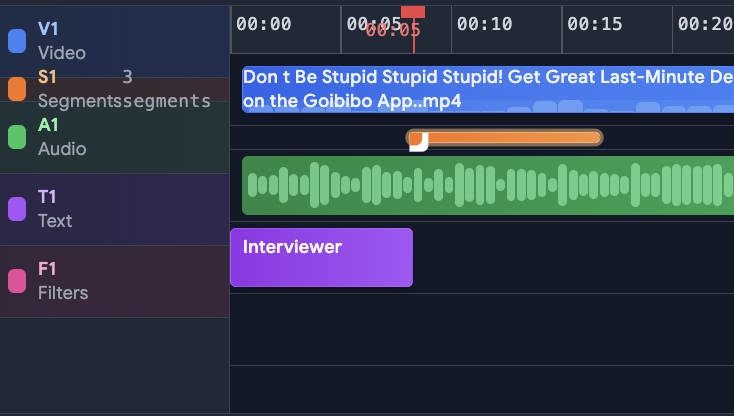 V1
Video
S1 3
Segments segments
A1
Audio
T1
Text
F1
Filters
00:00 00:05 00:10 00:15 00:20
00:05
Don t Be Stupid Stupid Stupid! Get Great Last-Minute De
on the Goibibo App..mp4
Interviewer